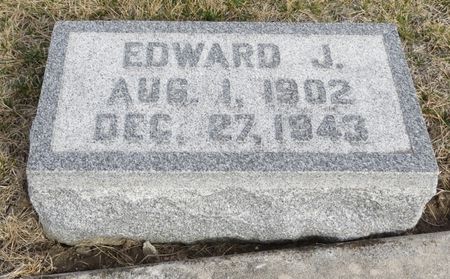 EDWARD J.
AUG. 1, 1902
DEC. 27, 1943